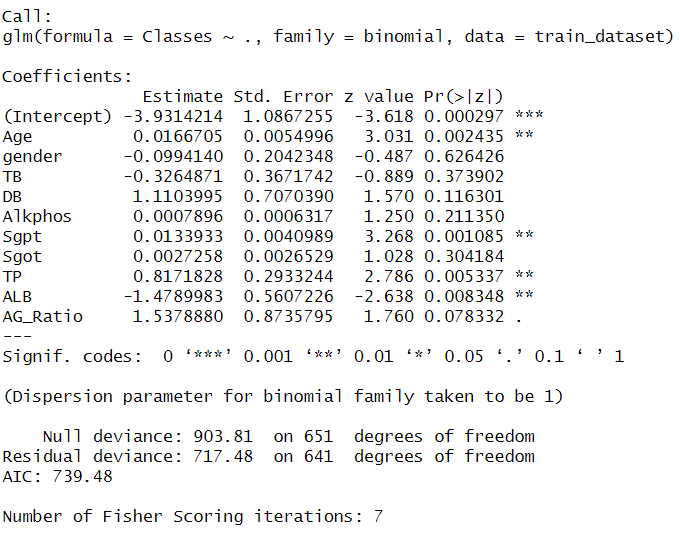 Call:
glm(formula = Classes ~ ., family = binomial, data = train_dataset)
Coefficients:
Estimate Std. Error z value Pr(>|z|)
(Intercept) -3.9314214 1.0867255 -3.618 0.000297 ***
Age 0.0166705 0.0054996 3.031 0.002435 **
gender -0.0994140 0.2042348 -0.487 0.626426
TB -0.3264871 0.3671742 -0.889 0.373902
DB 1.1103995 0.7070390 1.570 0.116301
Alkphos 0.0007896 0.0006317 1.250 0.211350
Sgpt 0.0133933 0.0040989 3.268 0.001085 **
Sgot 0.0027258 0.0026529 1.028 0.304184
TP 0.8171828 0.2933244 2.786 0.005337 **
ALB -1.4789983 0.5607226 -2.638 0.008348 **
AG_Ratio 1.5378880 0.8735795 1.760 0.078332 .
---
Signif. codes: 0 ‘***’ 0.001 ‘**’ 0.01 ‘*’ 0.05 ‘.’ 0.1 ‘ ’ 1
(Dispersion parameter for binomial family taken to be 1)
Null deviance: 903.81 on 651 degrees of freedom
Residual deviance: 717.48 on 641 degrees of freedom
AIC: 739.48
Number of Fisher Scoring iterations: 7